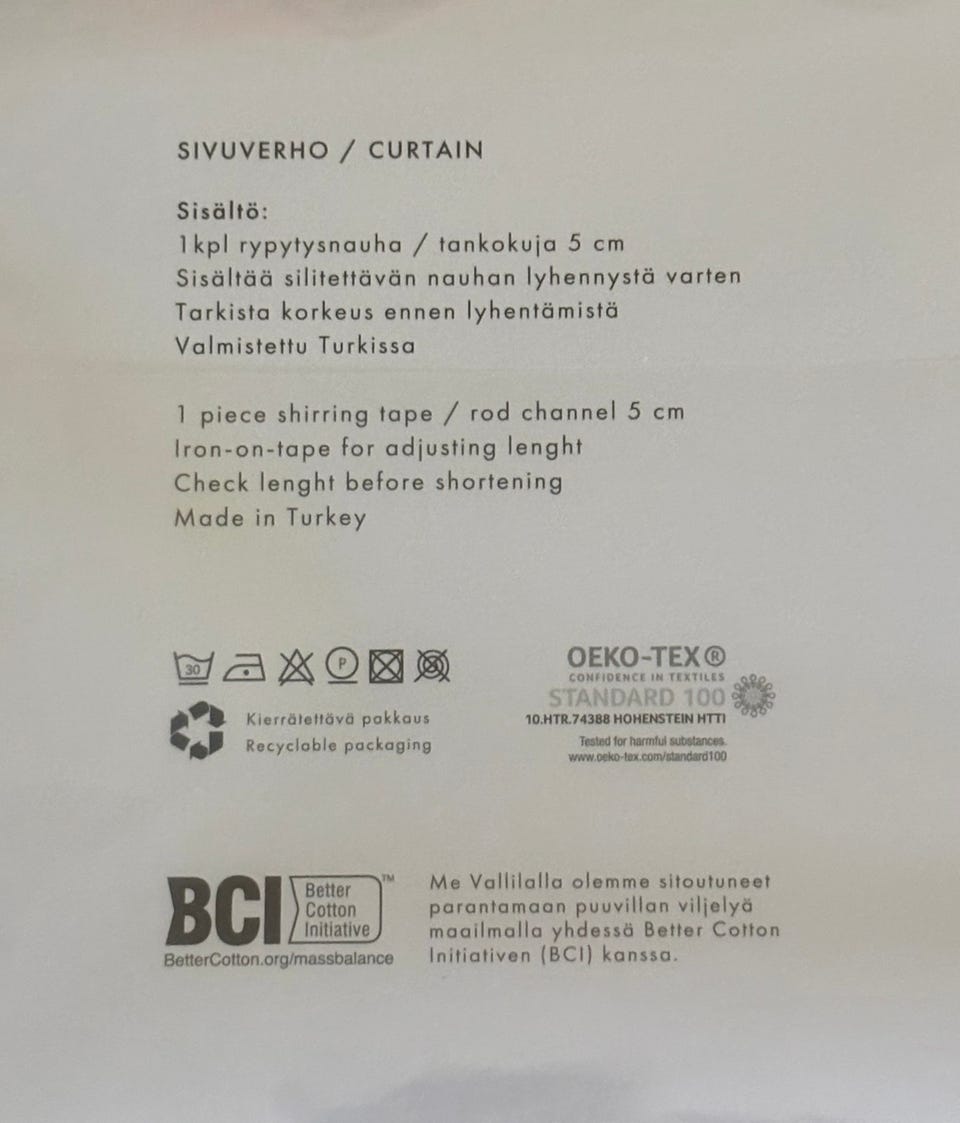 SIVUVERHO / CURTAIN
Sisältö:
1kpl rypytysnauha / tankokuja 5 cm
Sisältää silitettävän nauhan lyhennystä varten
Tarkista korkeus ennen lyhentämistä
Valmistettu Turkissa
1 piece shirring tape / rod channel 5 cm
Iron-on-tape for adjusting lenght
Check lenght before shortening
Made in Turkey
30
P
Kierrätettävä pakkaus
Recyclable packaging
OEKO-TEX®
CONFIDENCE IN TEXTILES
STANDARD 100
10.HTR.74388 HOHENSTEIN HTTI
Tested for harmful substances.
www.oeko-tex.com/standard100
BCI Better
Cotton
Initiative ™
BetterCotton.org/massbalance
Me Vallilalla olemme sitoutuneet
parantamaan puuvillan viljelyä
maailmalla yhdessä Better Cotton
Initiativen (BCI) kanssa.